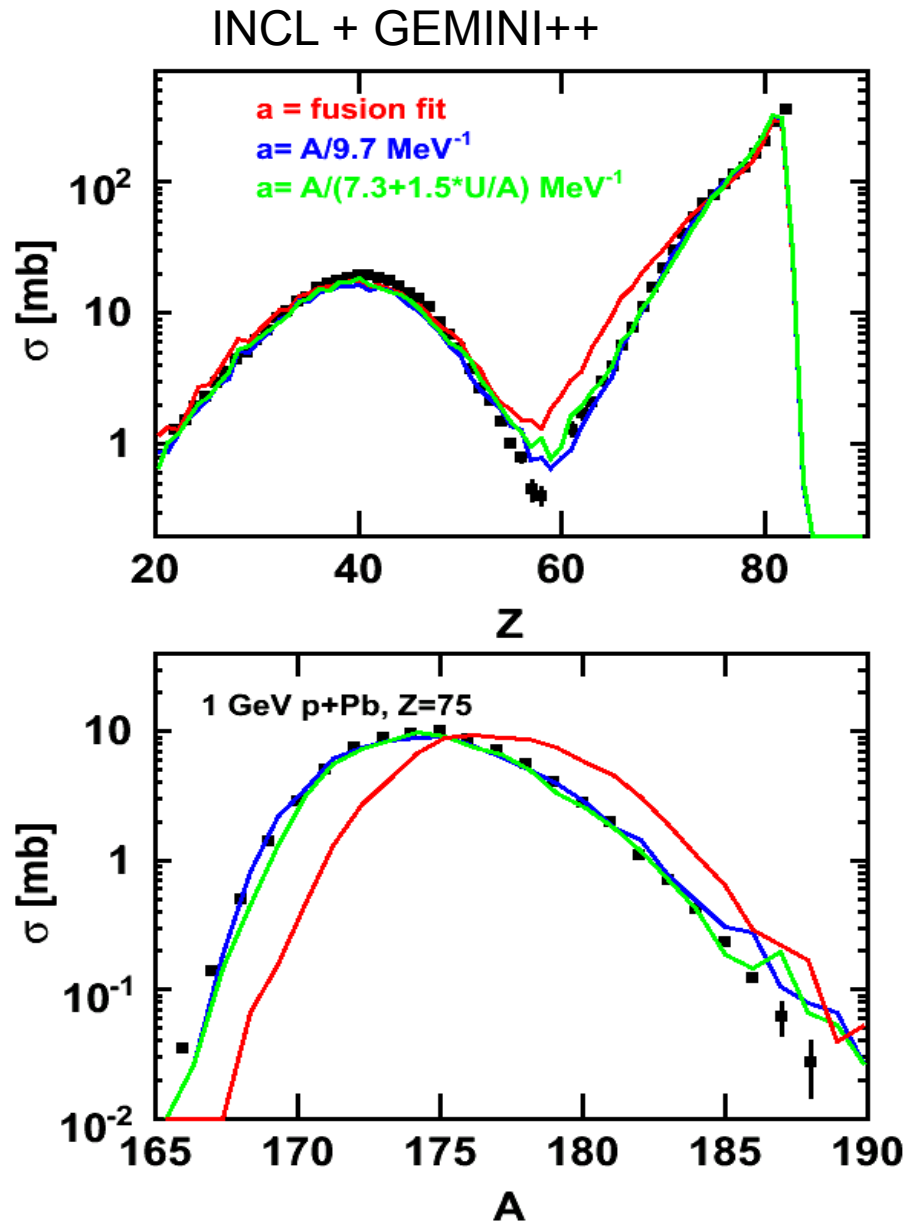 INCL + GEMINI++
a = fusion fit
a= A/9.7 MeV⁻¹
a= A/(7.3+1.5*U/A) MeV⁻¹
σ [mb]
10²
10
1
20 40 60 80
Z
1 GeV p+Pb, Z=75
σ [mb]
10
1
10⁻¹
10⁻²
165 170 175 180 185 190
A